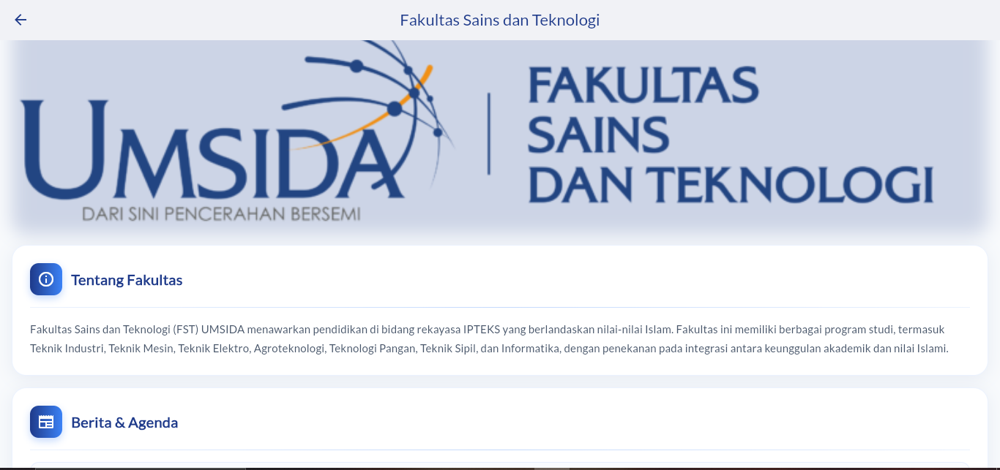 Fakultas Sains dan Teknologi
UMSIDA
DARI SINI PENCERAHAN BERSEMI
FAKULTAS
SAINS
DAN TEKNOLOGI
Tentang Fakultas
Fakultas Sains dan Teknologi (FST) UMSIDA menawarkan pendidikan di bidang rekayasa IPTEKS yang berlandaskan nilai-nilai Islam. Fakultas ini memiliki berbagai program studi, termasuk
Teknik Industri, Teknik Mesin, Teknik Elektro, Agroteknologi, Teknologi Pangan, Teknik Sipil, dan Informatika, dengan penekanan pada integrasi antara keunggulan akademik dan nilai Islami.
Berita & Agenda